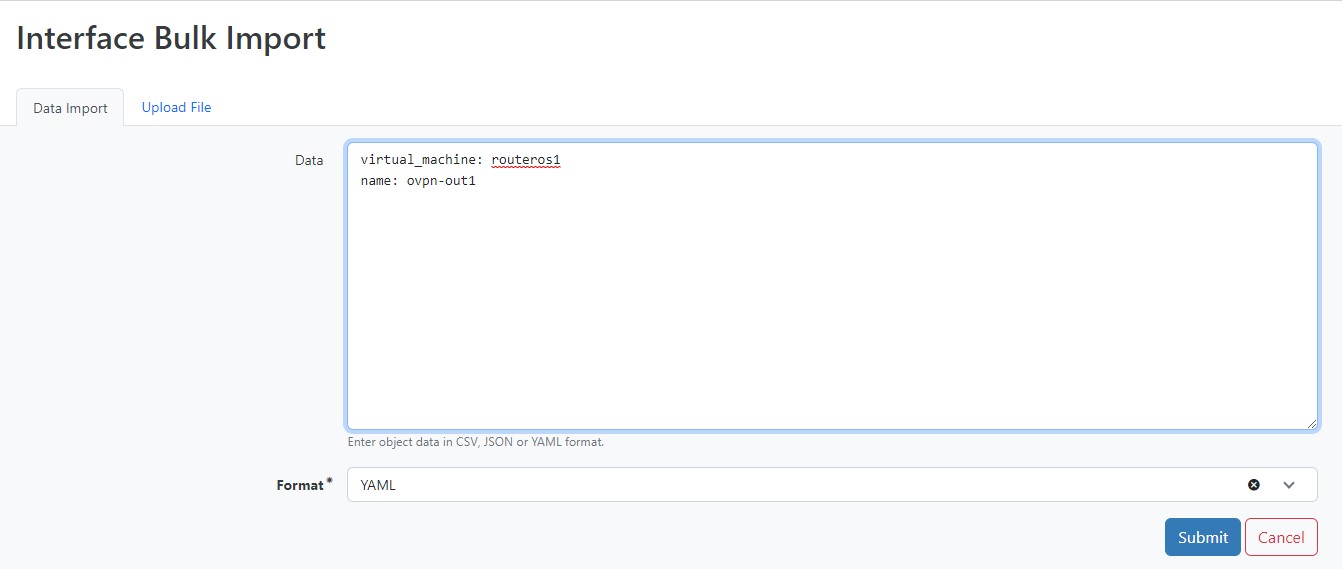 Interface Bulk Import
Data Import
Upload File
Data
virtual_machine: routeros1
name: ovpn-out1
Enter object data in CSV, JSON or YAML format.
Format*
YAML
Submit
Cancel